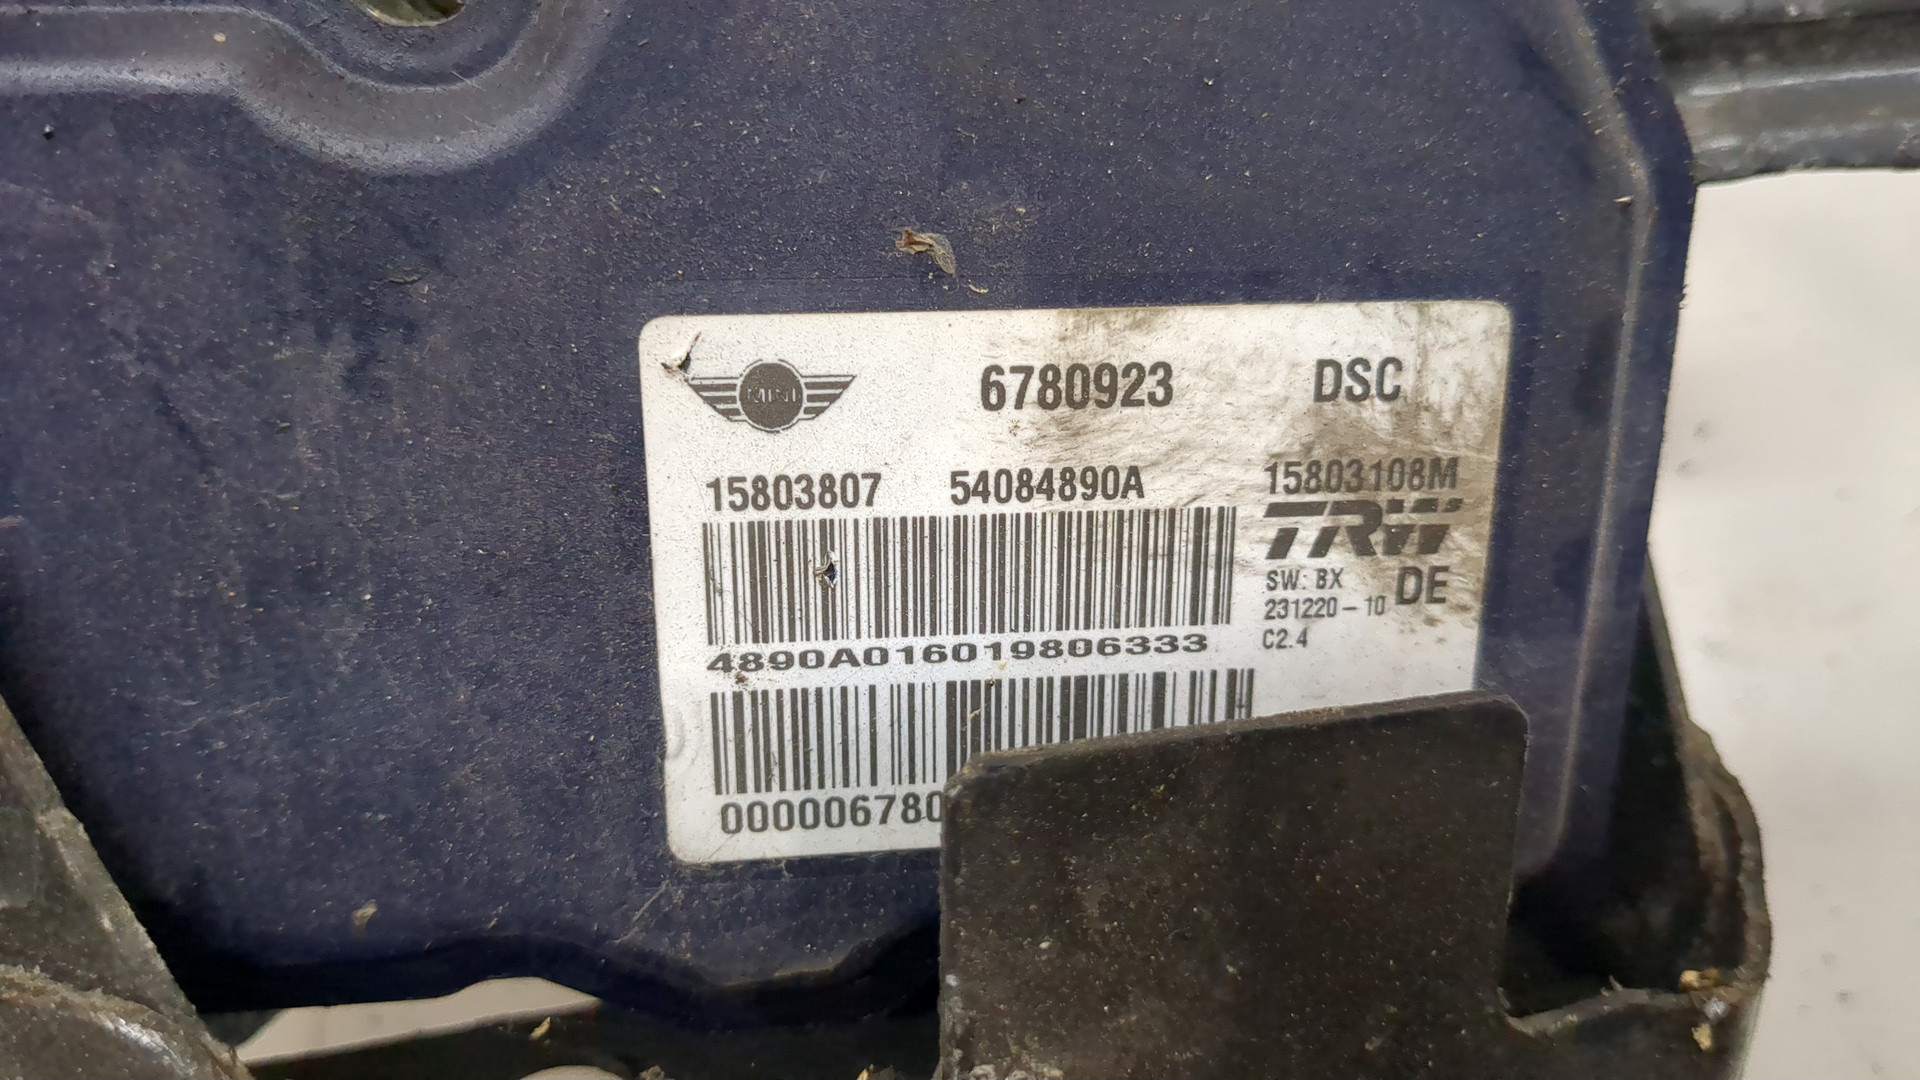 MINI
6780923 DSC
15803807 54084890A 15803108M
TRW
SW: BX
DE
231220-10
C2.4
4890A016019806333
00000678